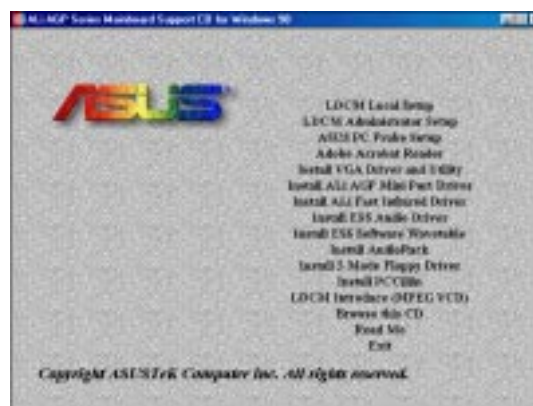 ALi AGP Series Mainboard Support CD for Windows 98
ASUS
LDCM Local Setup
LDCM Administrator Setup
ASUS PC Probe Setup
Adobe Acrobat Reader
Install VGA Driver and Utility
Install ALi AGP Mini Port Driver
Install ALi Fast Infrared Driver
Install ESS Audio Driver
Install ESS Software Wavetable
Install AudioPack
Install 3-Mode Floppy Driver
Install PCCillin
LDCM Introduce (MPEG VCD)
Browse this CD
Read Me
Exit
Copyright ASUSTeK Computer Inc. All rights reserved.